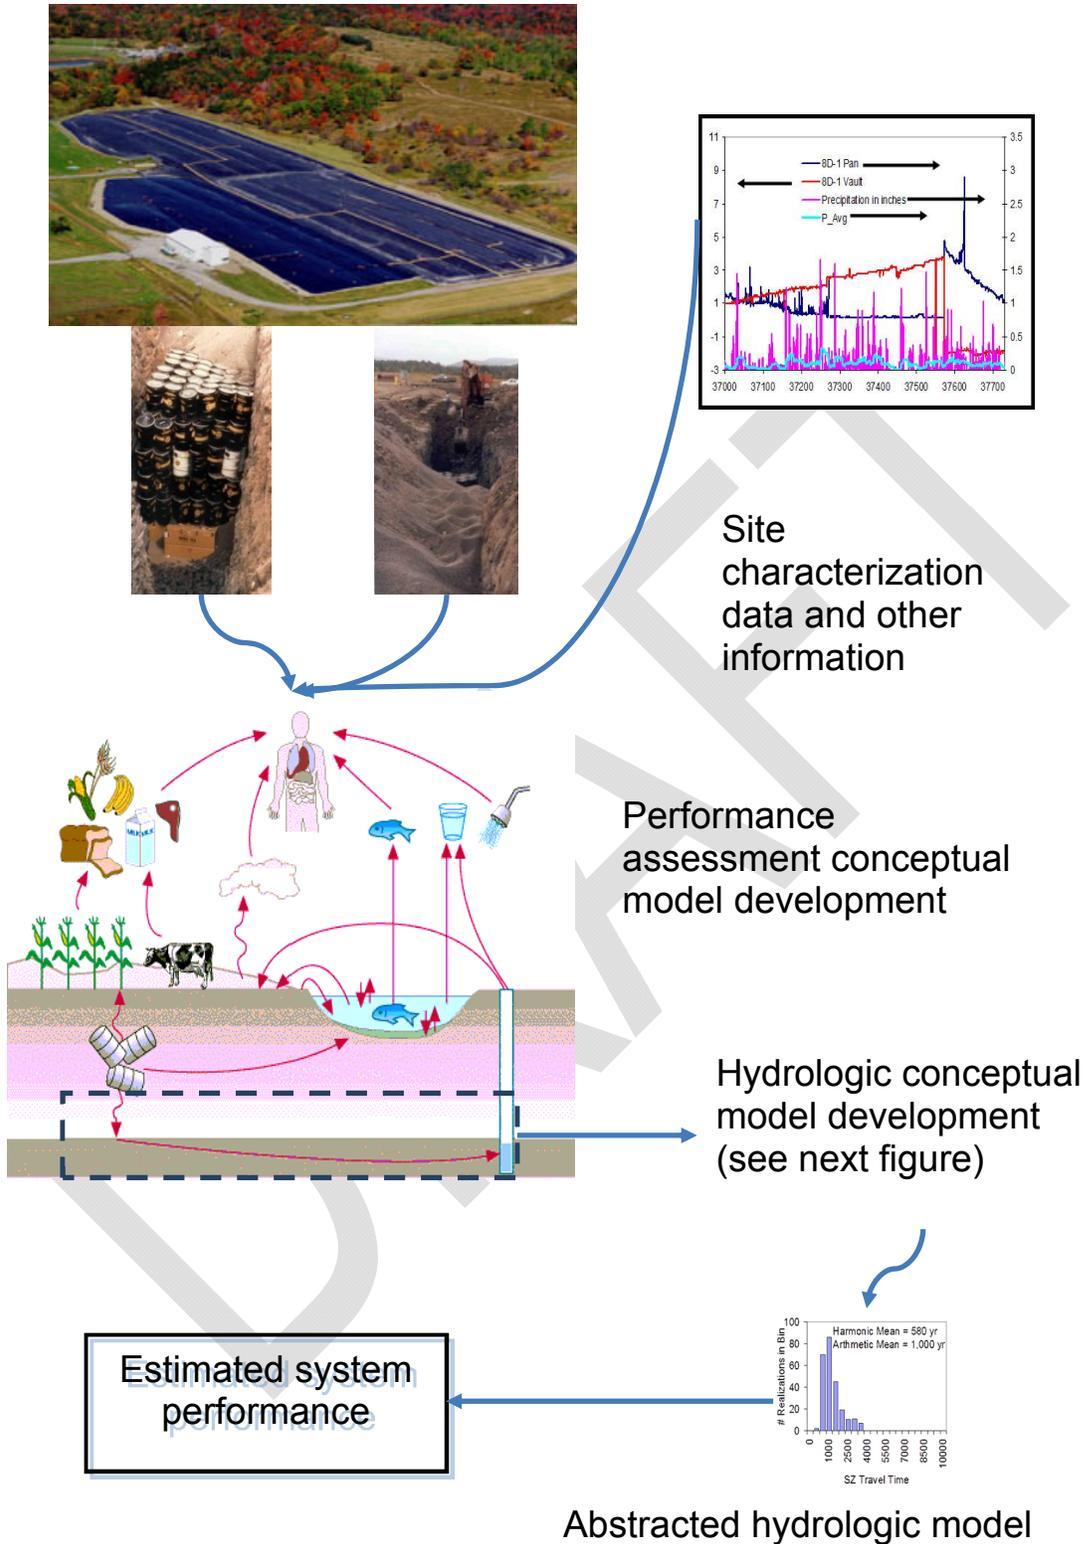 11
9
7
5
3
1
-1
-3
3.5
3
2.5
2
1.5
1
0.5
0
8D-1 Pan
8D-1 Vault
Precipitation in inches
P_Avg
37000 37100 37200 37300 37400 37500 37600 37700
Site
characterization
data and other
information
Performance
assessment conceptual
model development
MILK
Hydrologic conceptual
model development
(see next figure)
DRAFT
Estimated system
performance
# Realizations in Bin
100
80
60
40
20
0
Harmonic Mean = 580 yr
Arthmetic Mean = 1,000 yr
0 1000 2500 4000 5500 7000 8500 10000
SZ Travel Time
Abstracted hydrologic model